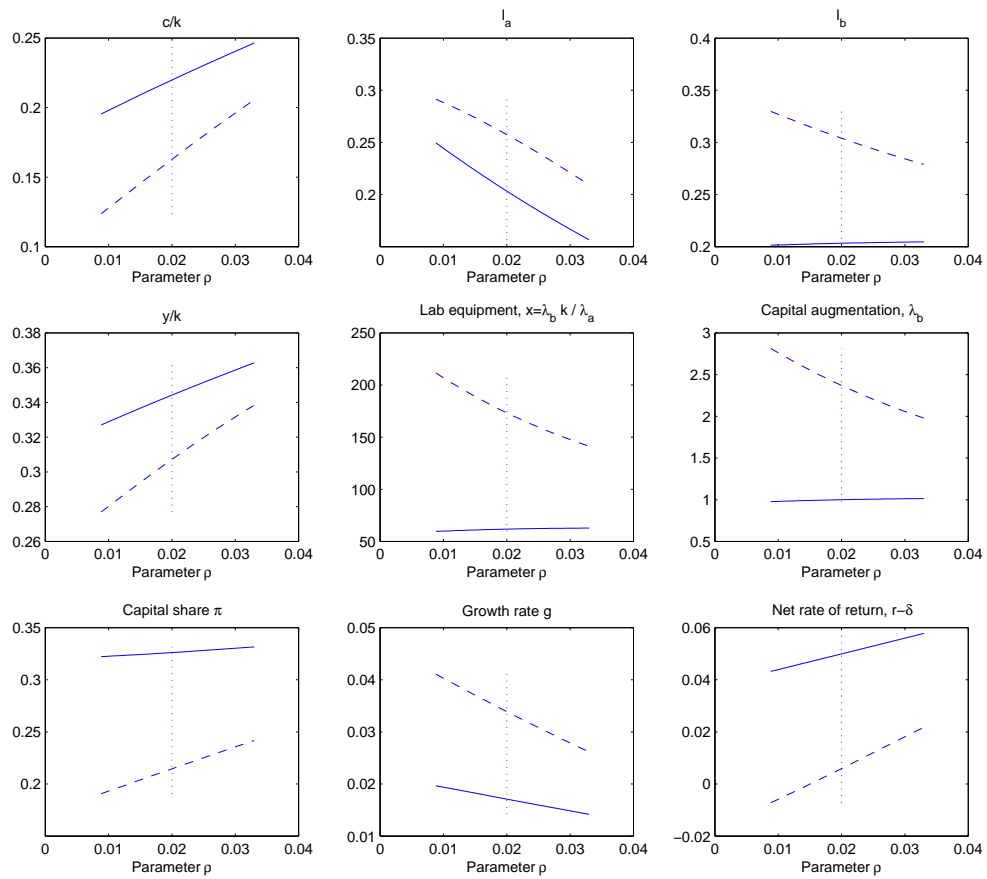 c/k
0.25
0.2
0.15
0.1
0 0.01 0.02 0.03 0.04
Parameter ρ
l_a
0.35
0.3
0.25
0.2
0 0.01 0.02 0.03 0.04
Parameter ρ
l_b
0.4
0.35
0.3
0.25
0.2
0 0.01 0.02 0.03 0.04
Parameter ρ
y/k
0.38
0.36
0.34
0.32
0.3
0.28
0.26
0 0.01 0.02 0.03 0.04
Parameter ρ
Lab equipment, x=λ_b k / λ_a
250
200
150
100
50
0 0.01 0.02 0.03 0.04
Parameter ρ
Capital augmentation, λ_b
3
2.5
2
1.5
1
0.5
0 0.01 0.02 0.03 0.04
Parameter ρ
Capital share π
0.35
0.3
0.25
0.2
0 0.01 0.02 0.03 0.04
Parameter ρ
Growth rate g
0.05
0.04
0.03
0.02
0.01
0 0.01 0.02 0.03 0.04
Parameter ρ
Net rate of return, r−δ
0.06
0.04
0.02
0
−0.02
0 0.01 0.02 0.03 0.04
Parameter ρ